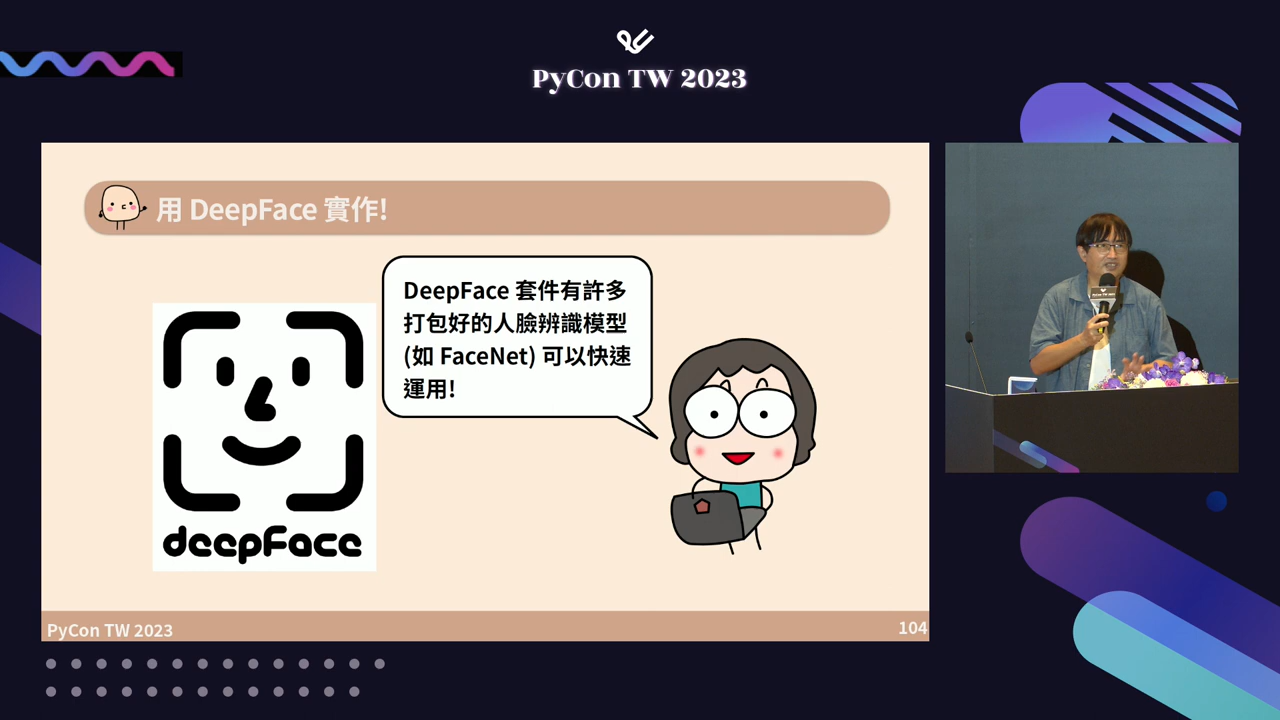 PyCon TW 2023
用 DeepFace 實作!
DeepFace 套件有許多
打包好的人臉辨識模型
(如 FaceNet) 可以快速
運用!
deepFace
PyCon TW 2023
104